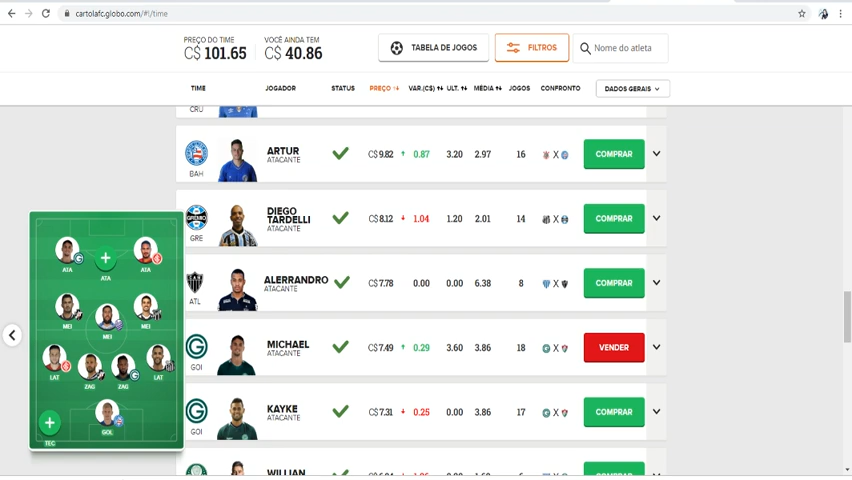 cartolafc.globo.com/#!/time
PREÇO DO TIME
C$ 101.65
VOCÊ AINDA TEM
C$ 40.86
TABELA DE JOGOS
FILTROS
Nome do atleta
TIME JOGADOR STATUS PREÇO VAR.(C$) ULT. MÉDIA JOGOS CONFRONTO DADOS GERAIS
CRU
BAH ARTUR ATACANTE C$ 9.82 0.87 3.20 2.97 16 X COMPRAR
GRE DIEGO TARDELLI ATACANTE C$ 8.12 1.04 1.20 2.01 14 X COMPRAR
ATL ALERRANDRO ATACANTE C$ 7.78 0.00 0.00 6.38 8 X COMPRAR
GOI MICHAEL ATACANTE C$ 7.49 0.29 3.60 3.86 18 X VENDER
GOI KAYKE ATACANTE C$ 7.31 0.25 0.00 3.86 17 X COMPRAR
WILLIAN
ATA ATA ATA
MEI MEI MEI
LAT ZAG ZAG LAT
GOL
TEC